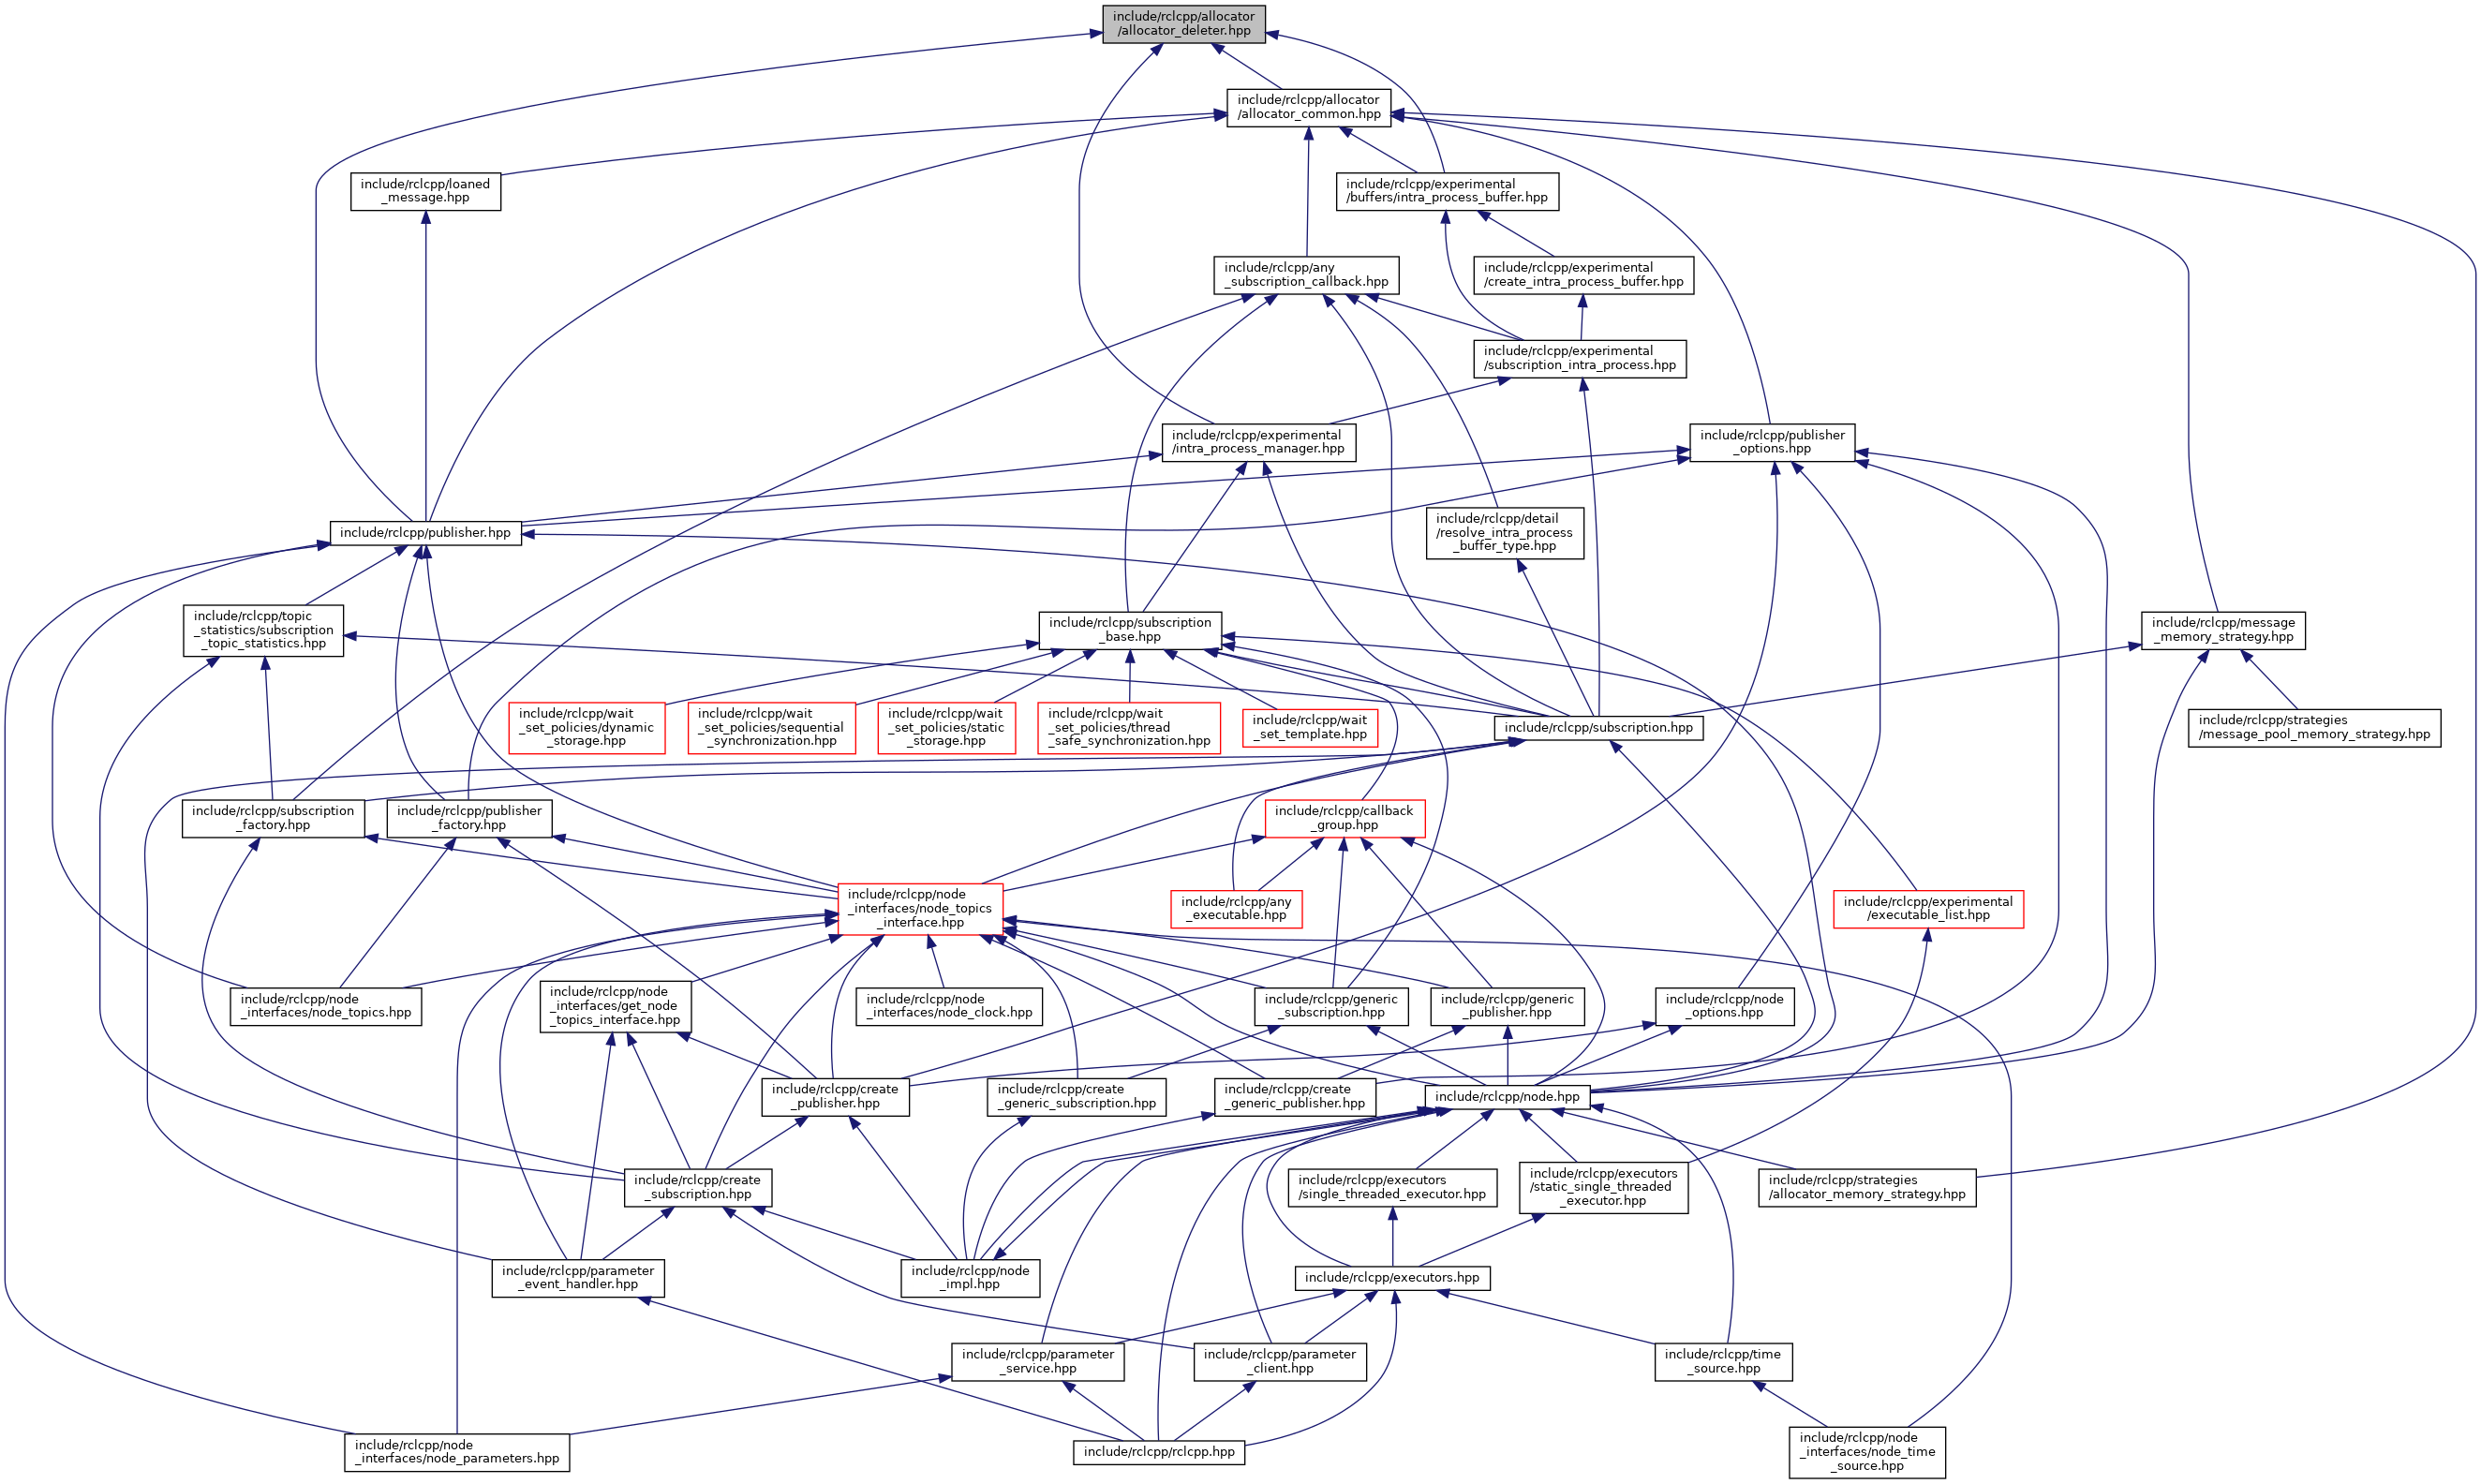 include/rclcpp/allocator
/allocator_deleter.hpp
include/rclcpp/allocator
/allocator_common.hpp
include/rclcpp/loaned
_message.hpp
include/rclcpp/experimental
/buffers/intra_process_buffer.hpp
include/rclcpp/any
_subscription_callback.hpp
include/rclcpp/experimental
/create_intra_process_buffer.hpp
include/rclcpp/experimental
/subscription_intra_process.hpp
include/rclcpp/experimental
/intra_process_manager.hpp
include/rclcpp/publisher
_options.hpp
include/rclcpp/publisher.hpp
include/rclcpp/detail
/resolve_intra_process
_buffer_type.hpp
include/rclcpp/topic
_statistics/subscription
_topic_statistics.hpp
include/rclcpp/subscription
_base.hpp
include/rclcpp/message
_memory_strategy.hpp
include/rclcpp/wait
_set_policies/dynamic
_storage.hpp
include/rclcpp/wait
_set_policies/sequential
_synchronization.hpp
include/rclcpp/wait
_set_policies/static
_storage.hpp
include/rclcpp/wait
_set_policies/thread
_safe_synchronization.hpp
include/rclcpp/wait
_set_template.hpp
include/rclcpp/subscription.hpp
include/rclcpp/strategies
/message_pool_memory_strategy.hpp
include/rclcpp/subscription
_factory.hpp
include/rclcpp/publisher
_factory.hpp
include/rclcpp/callback
_group.hpp
include/rclcpp/node
_interfaces/node_topics
_interface.hpp
include/rclcpp/any
_executable.hpp
include/rclcpp/experimental
/executable_list.hpp
include/rclcpp/node
_interfaces/node_topics.hpp
include/rclcpp/node
_interfaces/get_node
_topics_interface.hpp
include/rclcpp/node
_interfaces/node_clock.hpp
include/rclcpp/generic
_subscription.hpp
include/rclcpp/generic
_publisher.hpp
include/rclcpp/node
_options.hpp
include/rclcpp/create
_publisher.hpp
include/rclcpp/create
_generic_subscription.hpp
include/rclcpp/create
_generic_publisher.hpp
include/rclcpp/node.hpp
include/rclcpp/create
_subscription.hpp
include/rclcpp/executors
/single_threaded_executor.hpp
include/rclcpp/executors
/static_single_threaded
_executor.hpp
include/rclcpp/strategies
/allocator_memory_strategy.hpp
include/rclcpp/parameter
_event_handler.hpp
include/rclcpp/node
_impl.hpp
include/rclcpp/executors.hpp
include/rclcpp/parameter
_service.hpp
include/rclcpp/parameter
_client.hpp
include/rclcpp/time
_source.hpp
include/rclcpp/node
_interfaces/node_parameters.hpp
include/rclcpp/rclcpp.hpp
include/rclcpp/node
_interfaces/node_time
_source.hpp